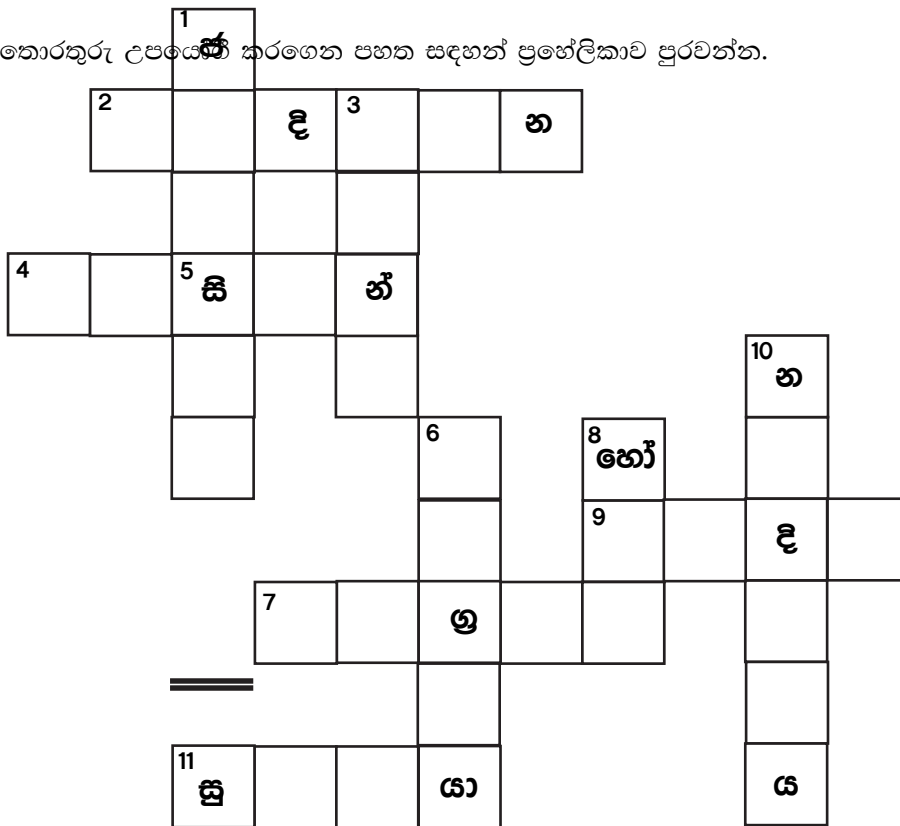 1
ජ
තොරතුරු උපයෝගී කරගෙන පහත සඳහන් ප්‍රහේලිකාව පුරවන්න.
2 දි 3 න
4 5 සි න්
10
න
6 8
හෝ
9 දි
7 ග්‍ර
11
සු යා ය